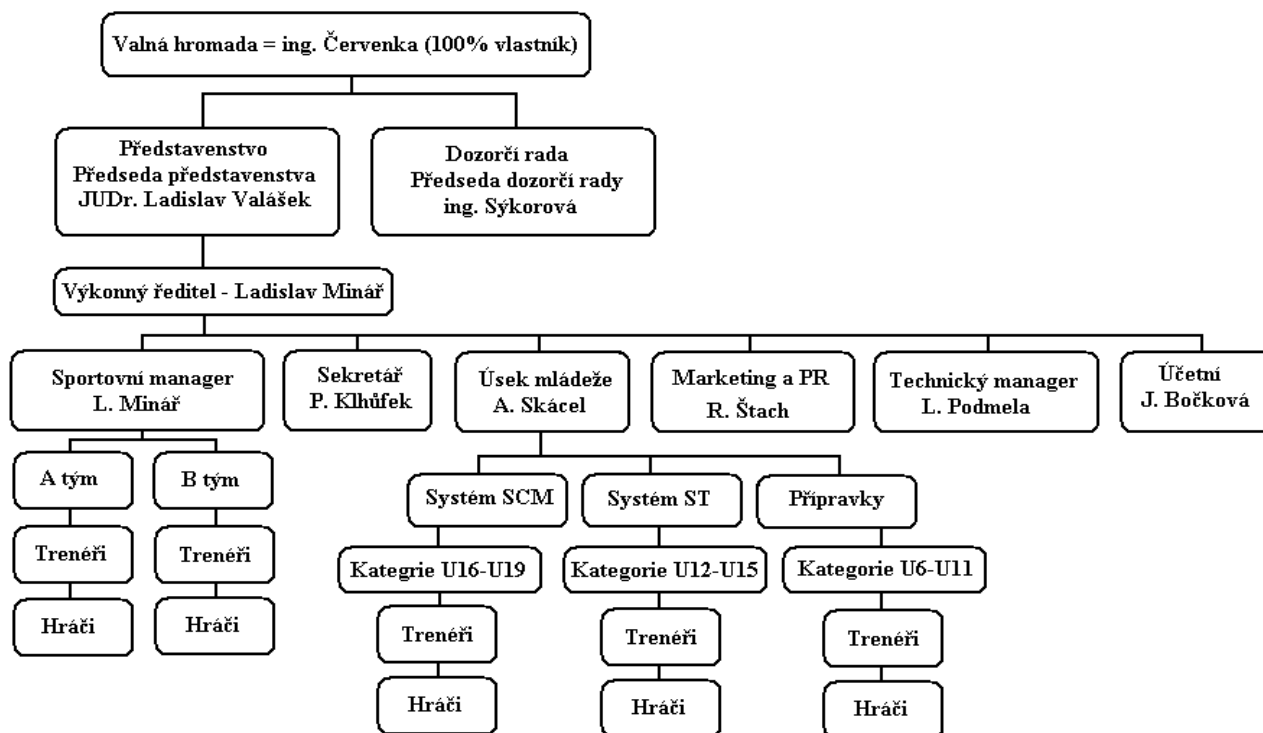 Valná hromada = ing. Červenka (100% vlastník)
Představenstvo
Předseda představenstva
JUDr. Ladislav Valášek
Dozorčí rada
Předseda dozorčí rady
ing. Sýkorová
Výkonný ředitel - Ladislav Minář
Sportovní manager
L. Minář
Sekretář
P. Klhůfek
Úsek mládeže
A. Skácel
Marketing a PR
R. Štach
Technický manager
L. Podmela
Účetní
J. Bočková
A tým
B tým
Systém SCM
Systém ST
Přípravky
Trenéři
Trenéři
Kategrie U16-U19
Kategorie U12-U15
Kategorie U6-U11
Hráči
Hráči
Trenéři
Trenéři
Trenéři
Hráči
Hráči
Hráči